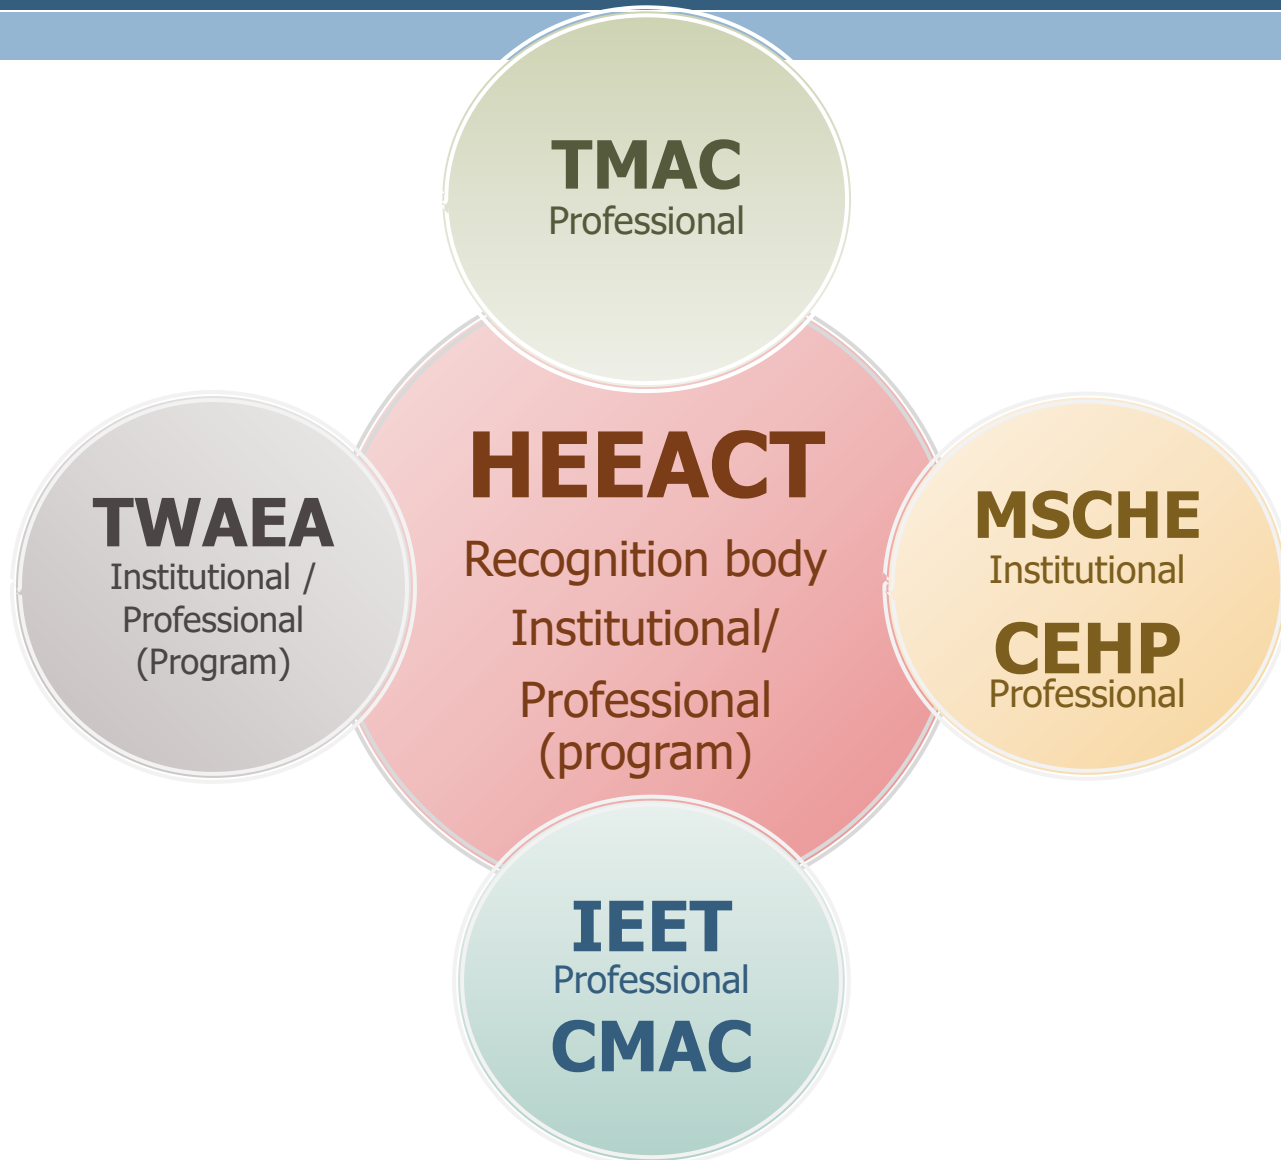 TMAC
Professional
HEEACT
Recognition body
Institutional/
Professional
(program)
TWAEA
Institutional /
Professional
(Program)
MSCHE
Institutional
CEHP
Professional
IEET
Professional
CMAC